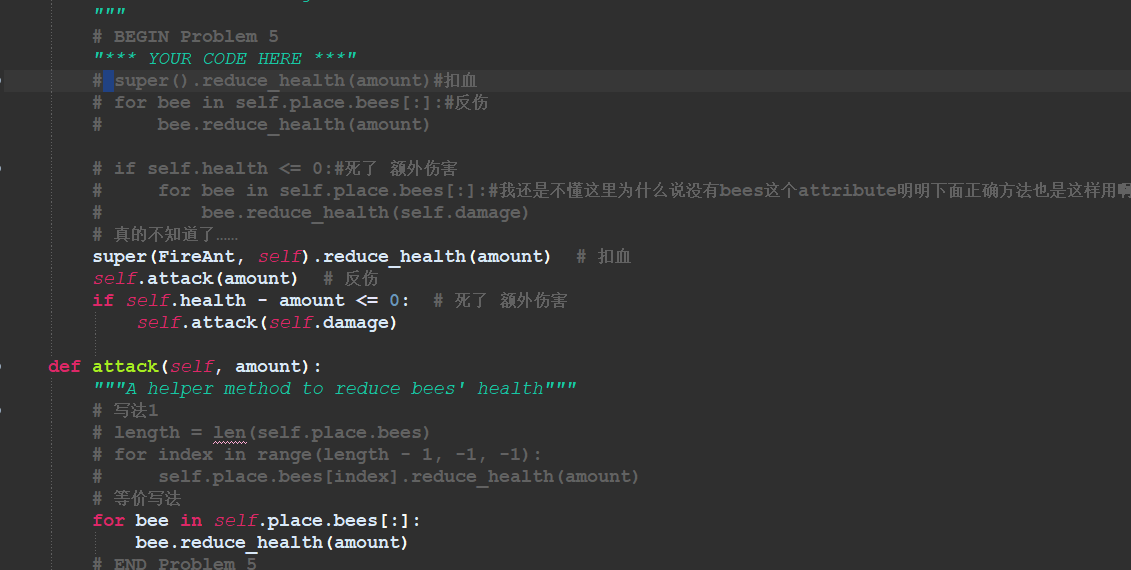 """
# BEGIN Problem 5
"*** YOUR CODE HERE ***"
# super().reduce_health(amount)#扣血
# for bee in self.place.bees[:]:#反伤
#     bee.reduce_health(amount)
# if self.health <= 0:#死了 额外伤害
#     for bee in self.place.bees[:]:#我还是不懂这里为什么说没有bees这个attribute明明下面正确方法也是这样用啊
#         bee.reduce_health(self.damage)
# 真的不知道了……
super(FireAnt, self).reduce_health(amount)  # 扣血
self.attack(amount)  # 反伤
if self.health - amount <= 0:  # 死了 额外伤害
self.attack(self.damage)
def attack(self, amount):
"""A helper method to reduce bees' health"""
# 写法1
# length = len(self.place.bees)
# for index in range(length - 1, -1, -1):
#     self.place.bees[index].reduce_health(amount)
# 等价写法
for bee in self.place.bees[:]:
bee.reduce_health(amount)
# END Problem 5